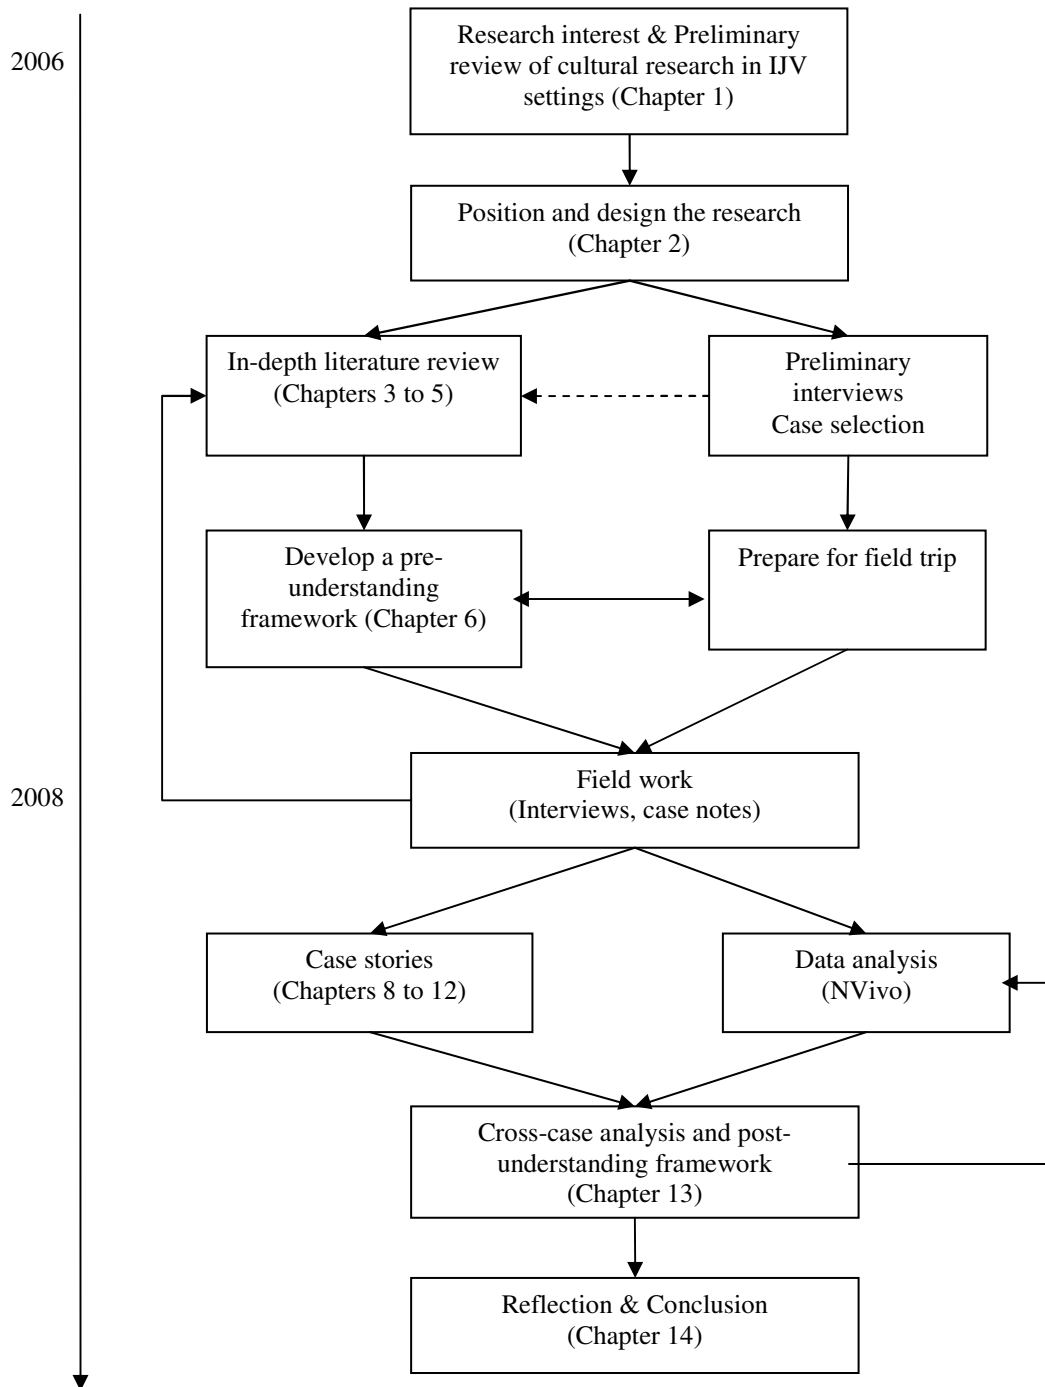 2006
Research interest & Preliminary
review of cultural research in IJV
settings (Chapter 1)
Position and design the research
(Chapter 2)
In-depth literature review
(Chapters 3 to 5)
Preliminary
interviews
Case selection
Develop a pre-
understanding
framework (Chapter 6)
Prepare for field trip
2008
Field work
(Interviews, case notes)
Case stories
(Chapters 8 to 12)
Data analysis
(NVivo)
Cross-case analysis and post-
understanding framework
(Chapter 13)
Reflection & Conclusion
(Chapter 14)